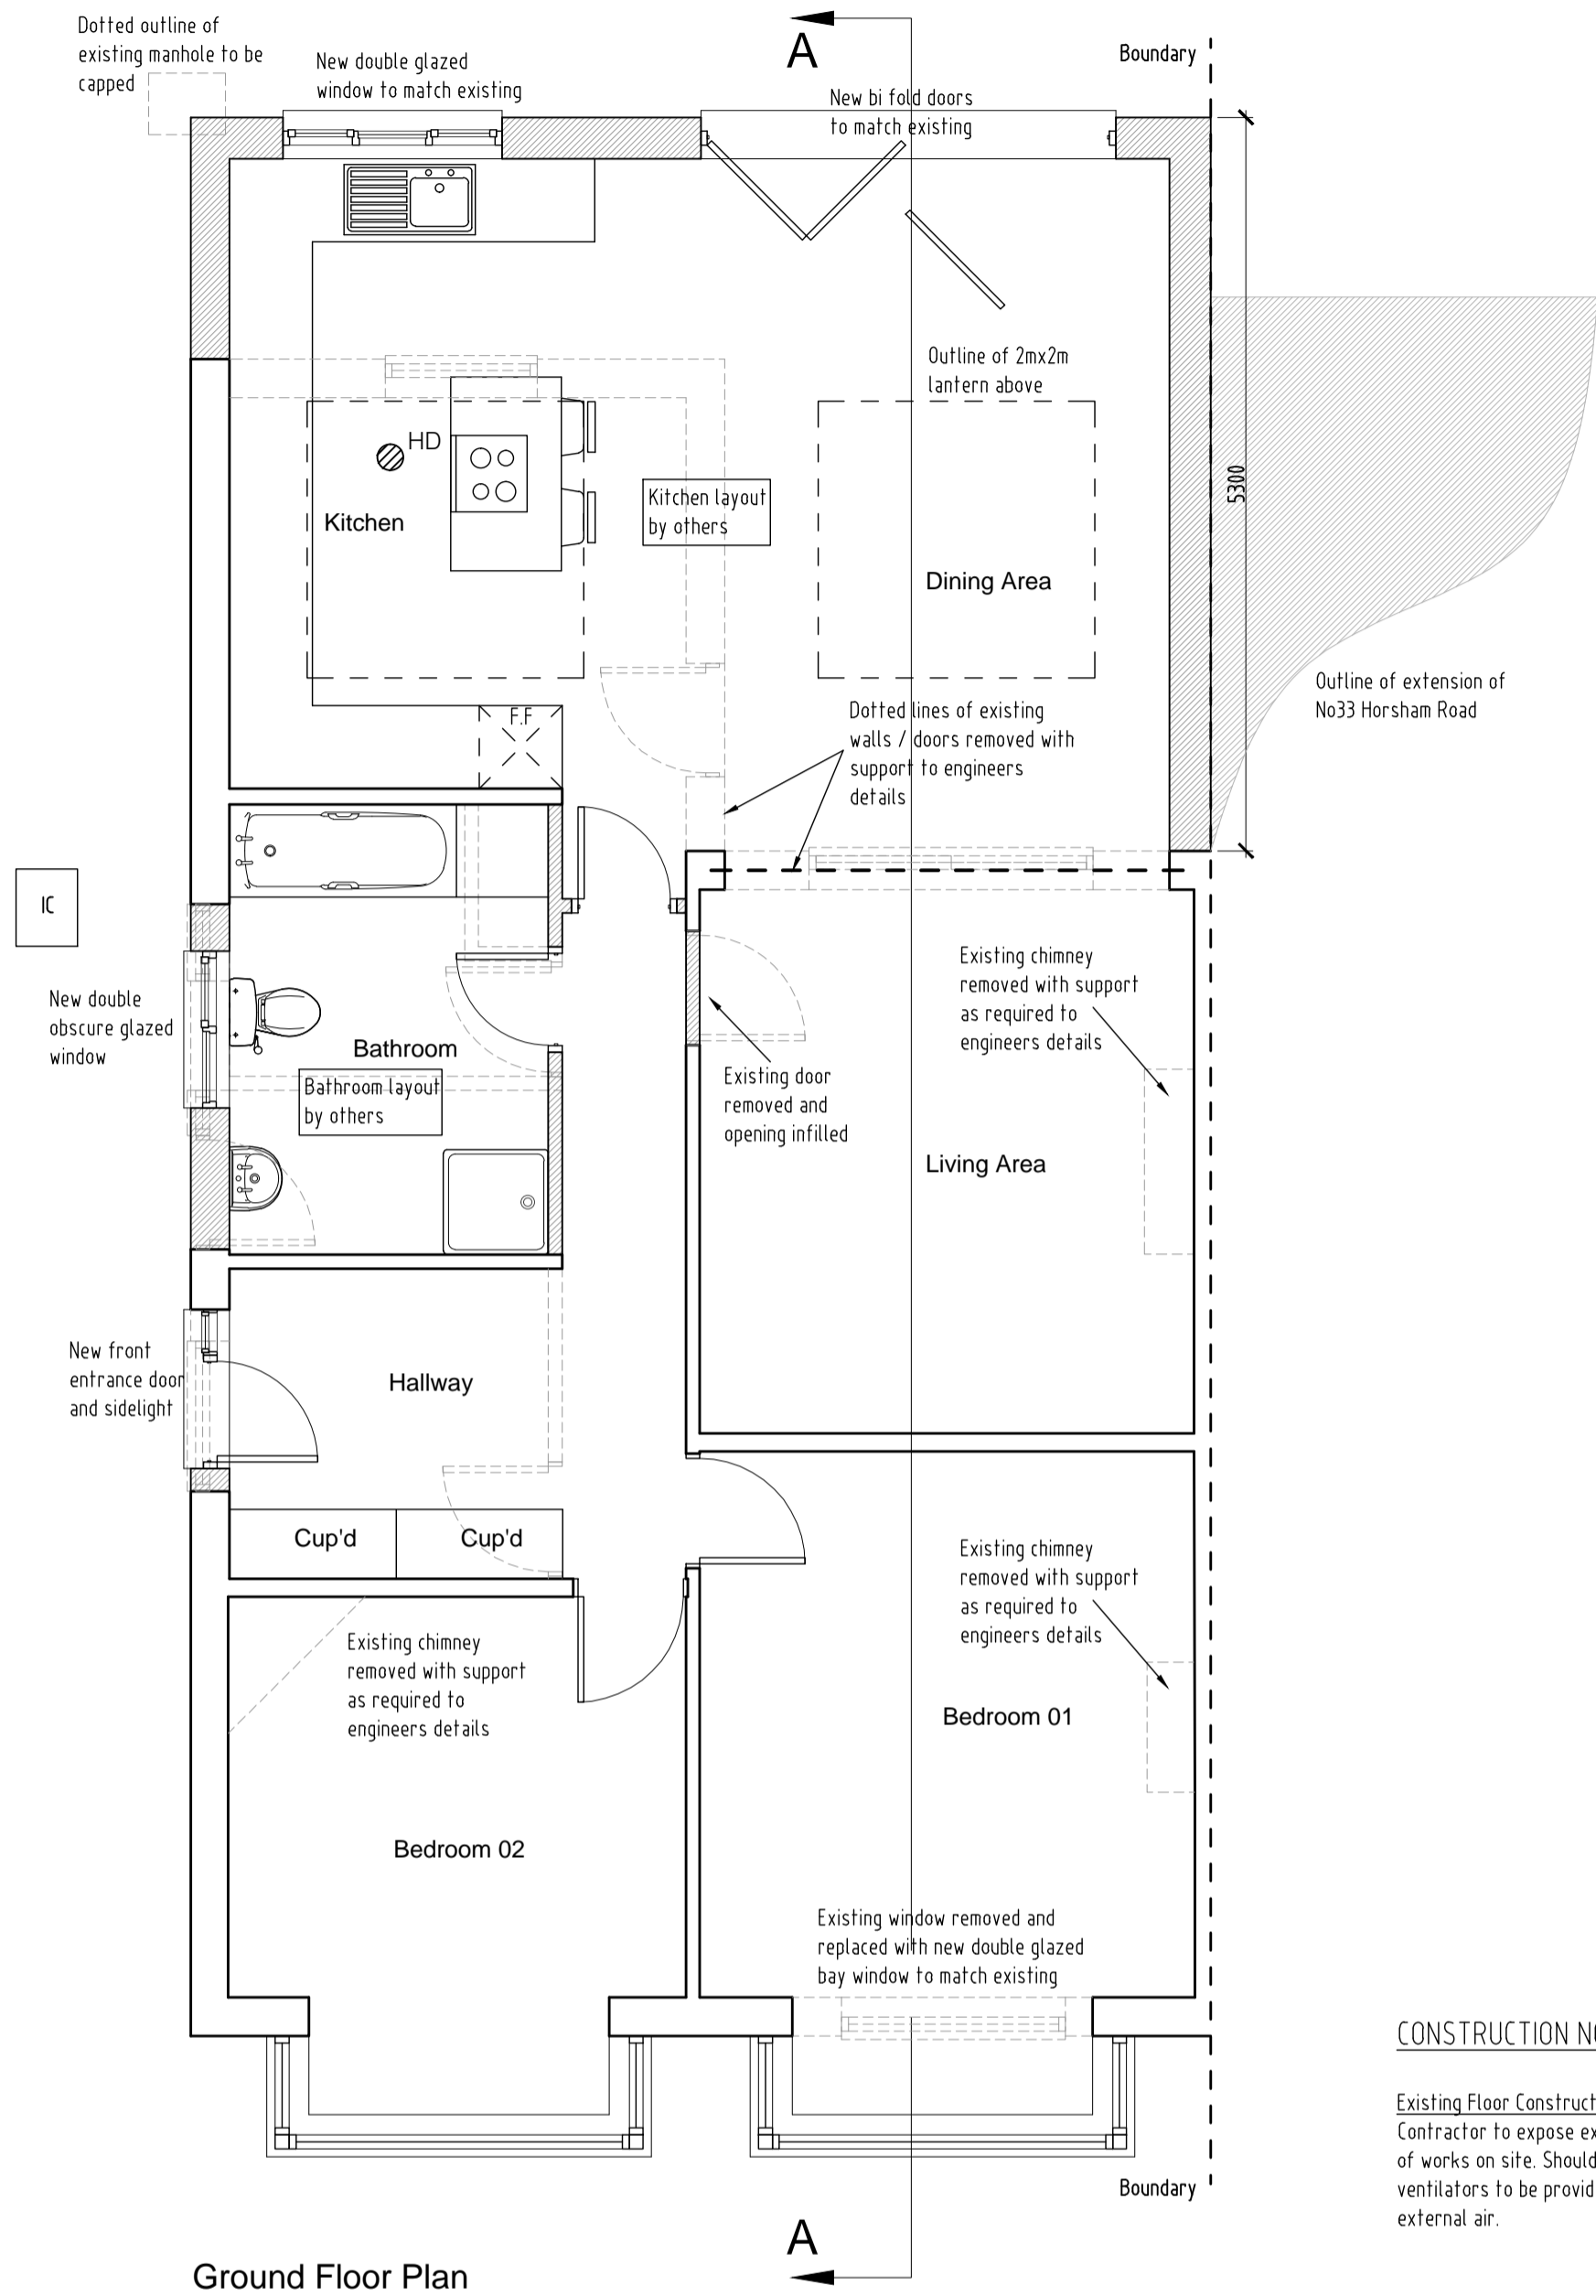 Dotted outline of
existing manhole to be
capped
New double glazed
window to match existing
A
Boundary
New bi fold doors
to match existing
Outline of 2mx2m
lantern above
HD
Kitchen
Kitchen layout
by others
5300
Dining Area
Outline of extension of
No33 Horsham Road
F.F
Dotted lines of existing
walls / doors removed with
support to engineers
details
IC
New double
obscure glazed
window
Bathroom
Bathroom layout
by others
Existing chimney
removed with support
as required to
engineers details
Existing door
removed and
opening infilled
Living Area
New front
entrance door
and sidelight
Hallway
Cup'd
Cup'd
Existing chimney
removed with support
as required to
engineers details
Existing chimney
removed with support
as required to
engineers details
Bedroom 01
Bedroom 02
Existing window removed and
replaced with new double glazed
bay window to match existing
CONSTRUCTION NO
Existing Floor Construct
Contractor to expose ex
of works on site. Should
ventilators to be provid
external air.
Boundary
A
Ground Floor Plan